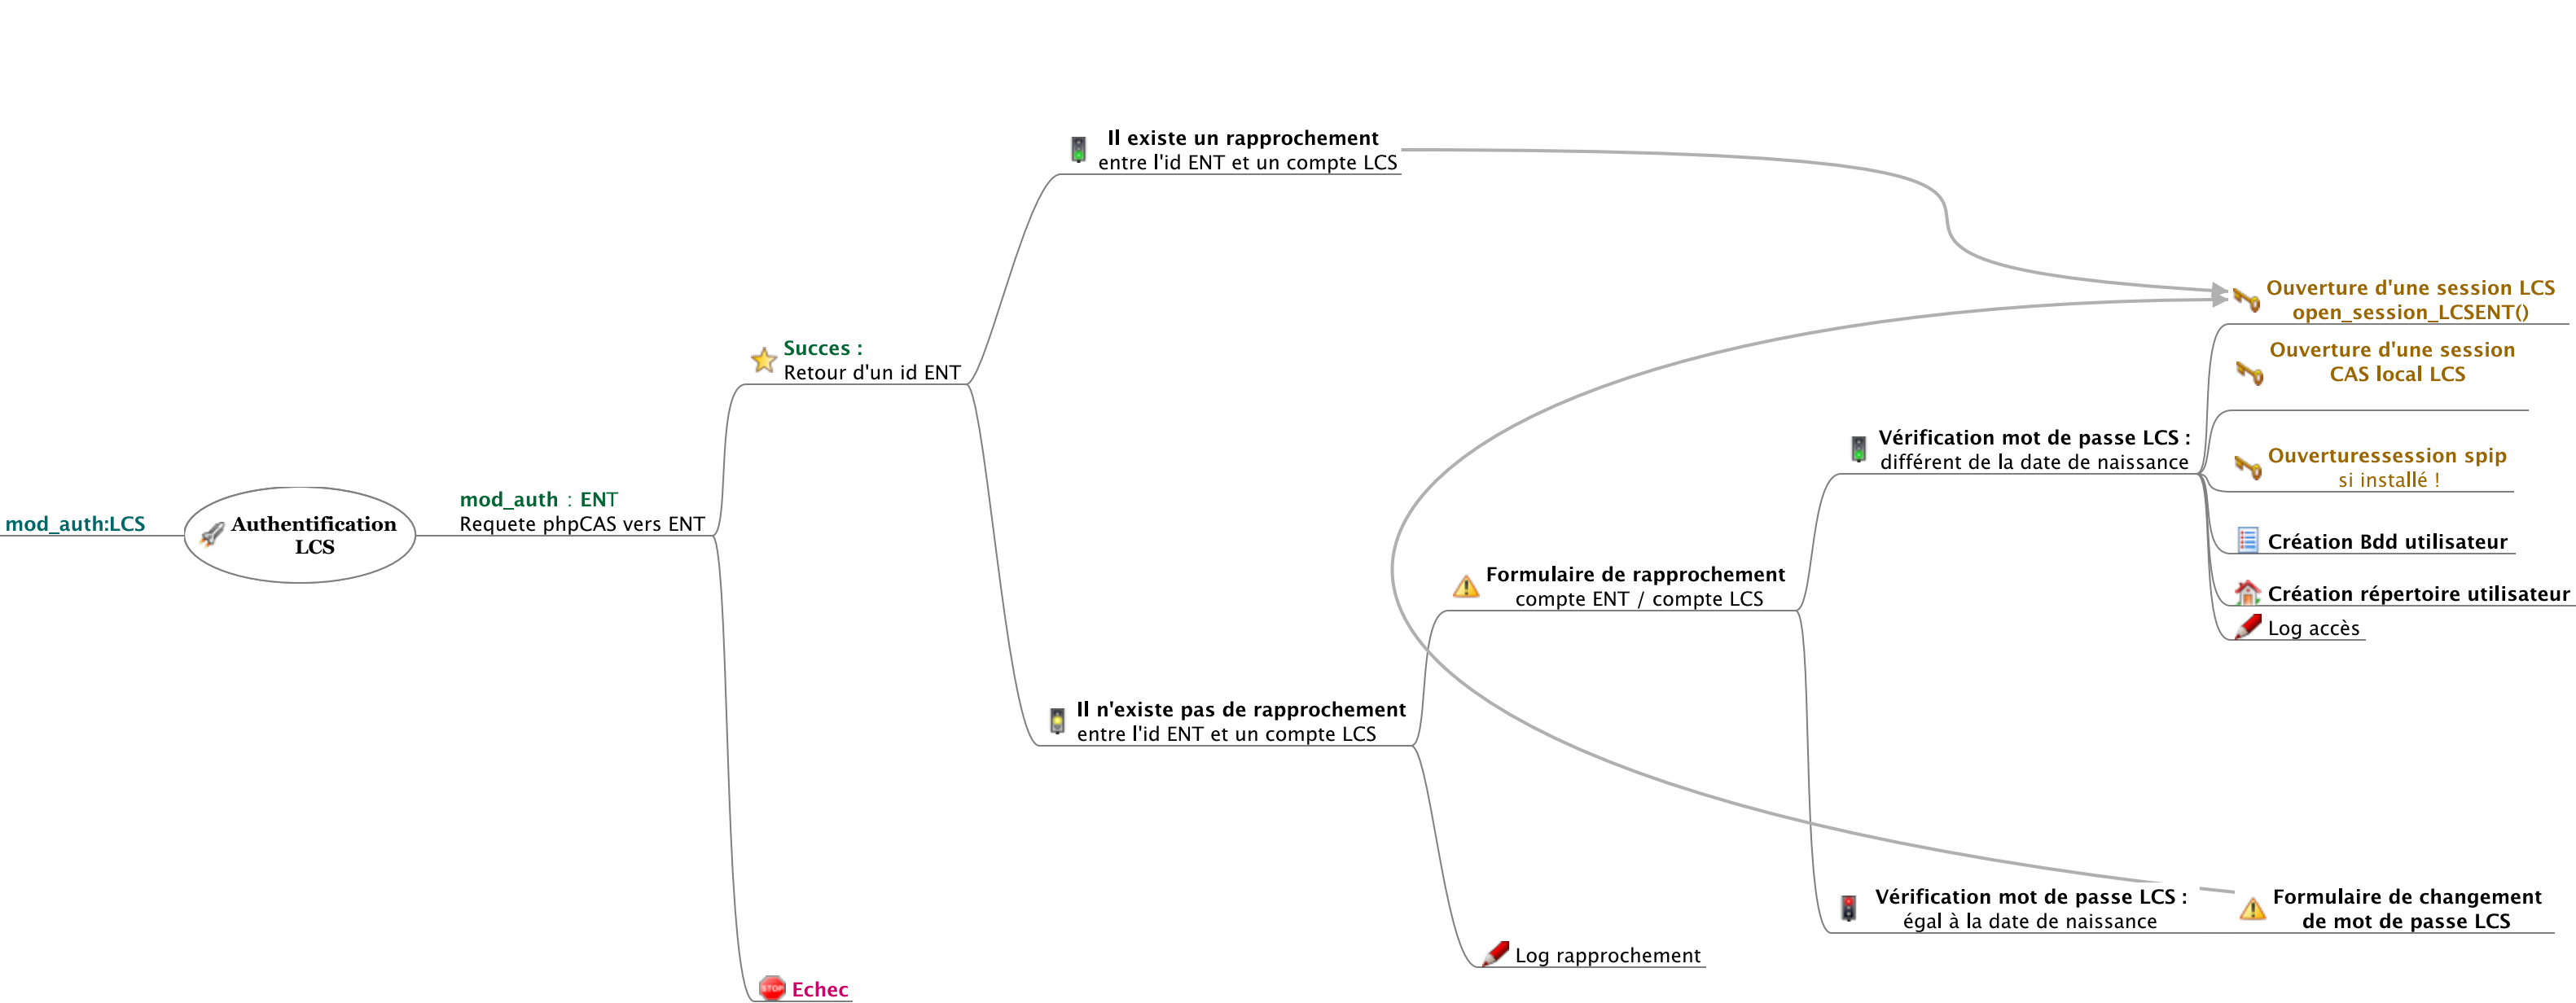 mod_auth:LCS
Authentification
LCS
mod_auth : ENT
Requete phpCAS vers ENT
Succes :
Retour d'un id ENT
Il existe un rapprochement
entre l'id ENT et un compte LCS
Il n'existe pas de rapprochement
entre l'id ENT et un compte LCS
Formulaire de rapprochement
compte ENT / compte LCS
Vérification mot de passe LCS :
différent de la date de naissance
Ouverture d'une session LCS
open_session_LCSENT()
Ouverture d'une session
CAS local LCS
Ouverturessession spip
si installé !
Création Bdd utilisateur
Création répertoire utilisateur
Log accès
Vérification mot de passe LCS :
égal à la date de naissance
Formulaire de changement
de mot de passe LCS
Log rapprochement
STOP
Echec